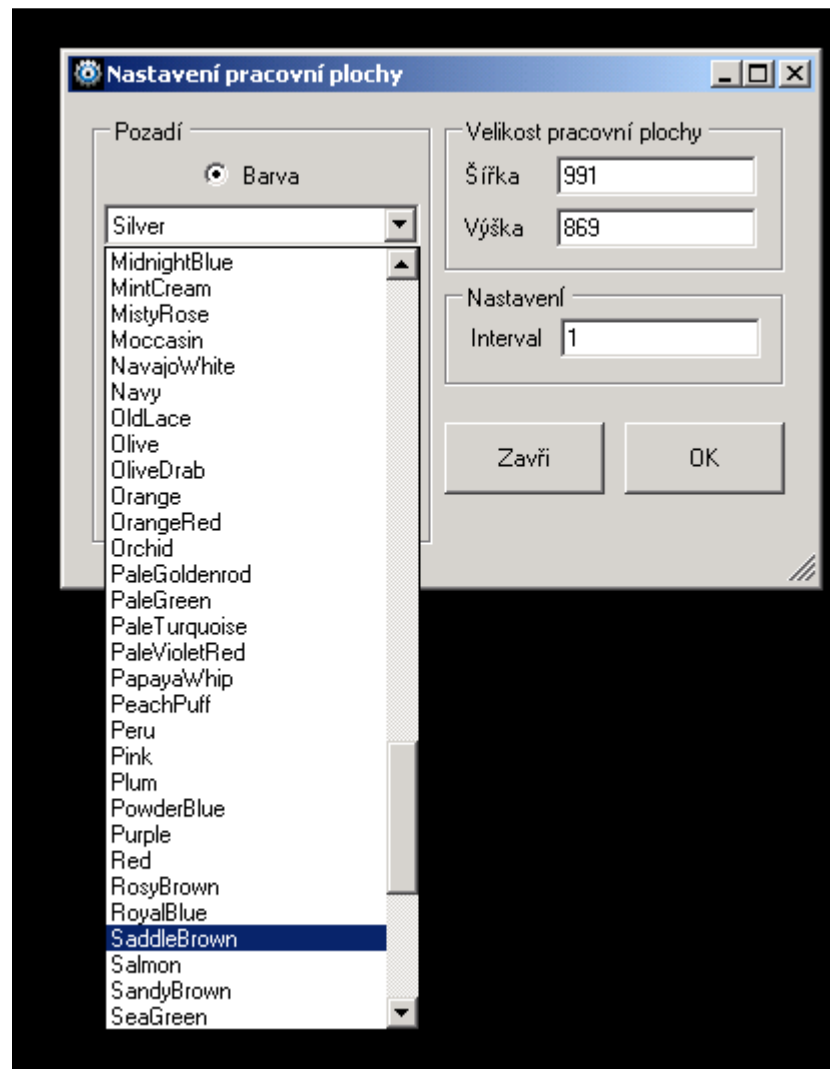 Nastavení pracovní plochy
Pozadí
Barva
Silver
MidnightBlue
MintCream
MistyRose
Moccasin
NavajoWhite
Navy
OldLace
Olive
OliveDrab
Orange
OrangeRed
Orchid
PaleGoldenrod
PaleGreen
PaleTurquoise
PaleVioletRed
PapayaWhip
PeachPuff
Peru
Pink
Plum
PowderBlue
Purple
Red
RosyBrown
RoyalBlue
SaddleBrown
Salmon
SandyBrown
SeaGreen
Velikost pracovní plochy
Šířka 991
Výška 869
Nastavení
Interval 1
Zavři OK